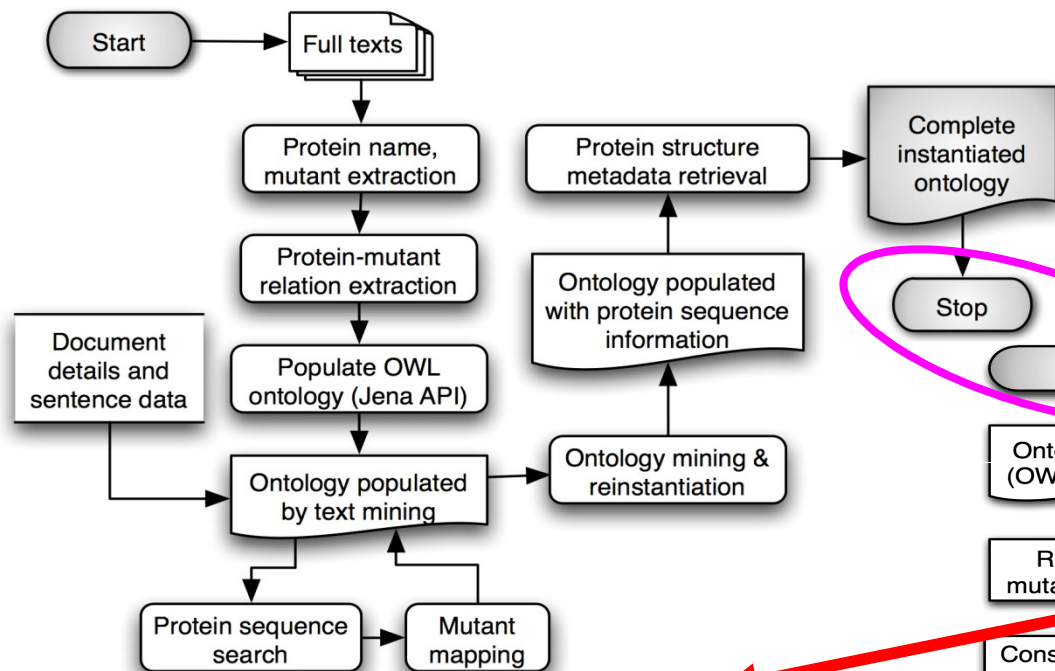 Start
Full texts
Protein name,
mutant extraction
Protein-mutant
relation extraction
Document
details and
sentence data
Populate OWL
ontology (Jena API)
Ontology populated
by text mining
Protein sequence
search
Mutant
mapping
Ontology mining &
reinstantiation
Ontology populated
with protein sequence
information
Protein structure
metadata retrieval
Complete
instantiated
ontology
Stop
(OW